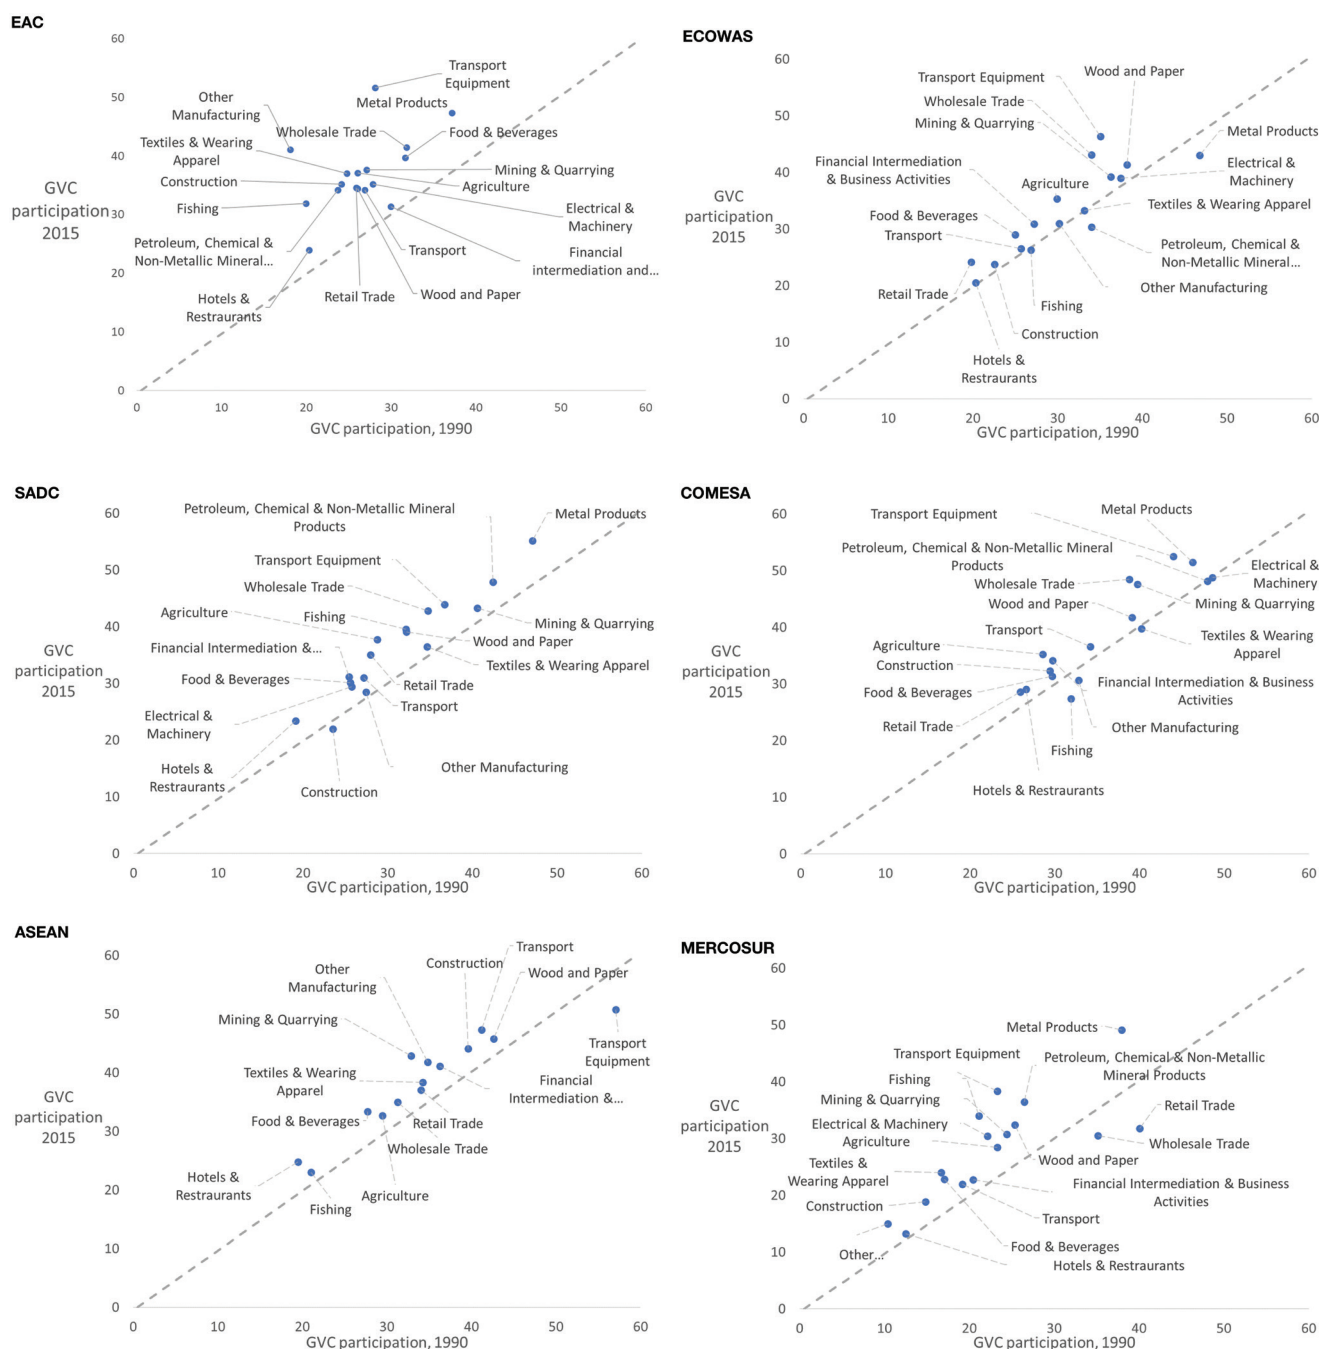 EAC
60
50
40
30
20
10
0
GVC
participation
2015
Transport
Equipment
Metal Products
Other
Manufacturing
Wholesale Trade
Food & Beverages
Textiles & Wearing
Apparel
Mining & Quarrying
Construction
Agriculture
Fishing
Electrical &
Machinery
Petroleum, Chemical &
Non-Metallic Mineral...
Transport
Financial
intermediation and...
Hotels &
Restraurants
Retail Trade
Wood and Paper
0 10 20 30 40 50 60
GVC participation, 1990
ECOWAS
60
50
40
30
20
10
0
GVC
participation
2015
Transport Equipment
Wood and Paper
Wholesale Trade
Mining & Quarrying
Metal Products
Financial Intermediation
& Business Activities
Electrical &
Machinery
Agriculture
Textiles & Wearing Apparel
Food & Beverages
Transport
Petroleum, Chemical &
Non-Metallic Mineral...
Other Manufacturing
Retail Trade
Fishing
Construction
Hotels &
Restraurants
0 10 20 30 40 50 60
GVC participation, 1990
SADC
60
50
40
30
20
10
0
GVC
participation
2015
Petroleum, Chemical & Non-Metallic Mineral
Products
Metal Products
Transport Equipment
Wholesale Trade
Agriculture
Fishing
Mining & Quarrying
Wood and Paper
Financial Intermediation &...
Textiles & Wearing Apparel
Food & Beverages
Retail Trade
Transport
Electrical &
Machinery
Hotels &
Restraurants
Other Manufacturing
Construction
0 10 20 30 40 50 60
GVC participation, 1990
COMESA
60
50
40
30
20
10
0
GVC
participation
2015
Transport Equipment
Metal Products
Petroleum, Chemical & Non-Metallic Mineral
Products
Electrical &
Machinery
Wholesale Trade
Mining & Quarrying
Wood and Paper
Transport
Textiles & Wearing
Apparel
Agriculture
Construction
Food & Beverages
Financial Intermediation & Business
Activities
Retail Trade
Other Manufacturing
Fishing
Hotels & Restraurants
0 10 20 30 40 50 60
GVC participation, 1990
ASEAN
60
50
40
30
20
10
0
GVC
participation
2015
Transport
Construction
Wood and Paper
Other
Manufacturing
Mining & Quarrying
Transport
Equipment
Textiles & Wearing
Apparel
Financial
Intermediation &...
Food & Beverages
Retail Trade
Wholesale Trade
Hotels &
Restraurants
Agriculture
Fishing
0 10 20 30 40 50 60
GVC participation, 1990
MERCOSUR
60
50
40
30
20
10
0
GVC
participation
2015
Metal Products
Transport Equipment
Petroleum, Chemical & Non-Metallic
Mineral Products
Fishing
Mining & Quarrying
Retail Trade
Electrical & Machinery
Agriculture
Wholesale Trade
Wood and Paper
Textiles &
Wearing Apparel
Financial Intermediation & Business
Activities
Construction
Transport
Other...
Food & Beverages
Hotels & Restraurants
0 10 20 30 40 50 60
GVC participation, 1990